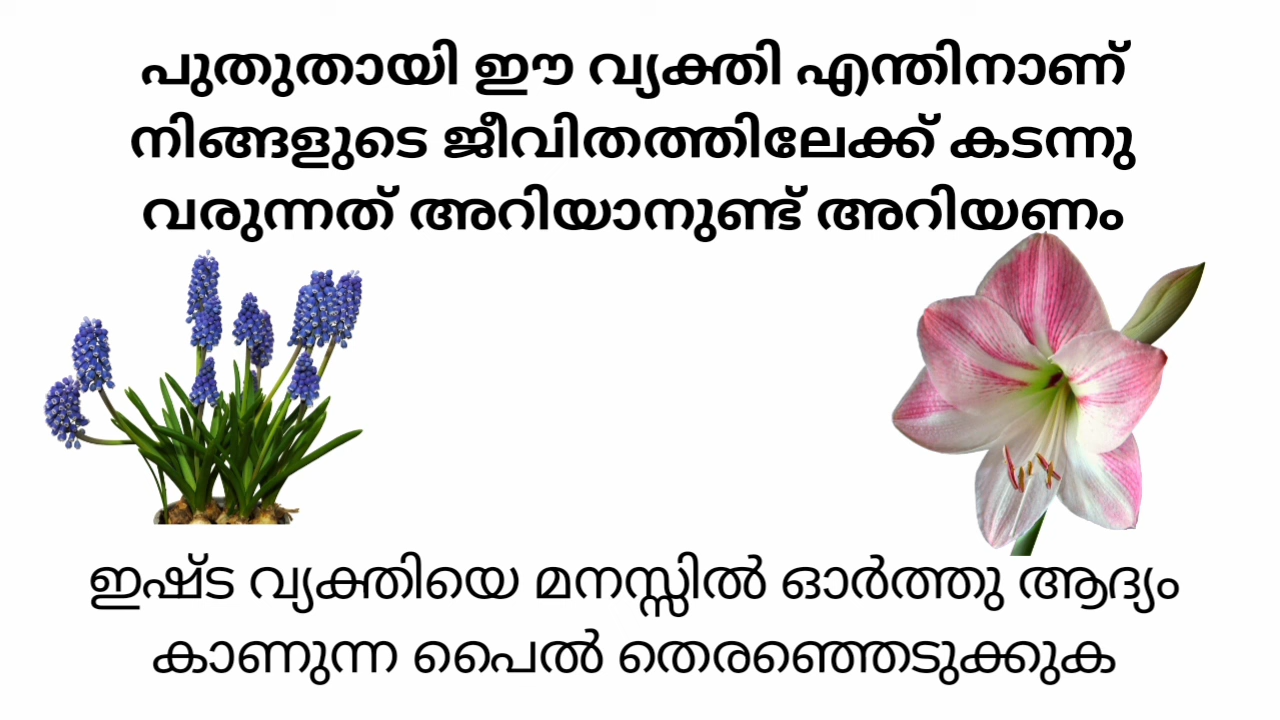 പുതുതായി ഈ വ്യക്തി എന്തിനാണ്
നിങ്ങളുടെ ജീവിതത്തിലേക്ക് കടന്നു
വരുന്നത് അറിയാനുണ്ട് അറിയണം
ഇഷ്ട വ്യക്തിയെ മനസ്സിൽ ഓർത്തു ആദ്യം
കാണുന്ന പൈൽ തെരഞ്ഞെടുക്കുക